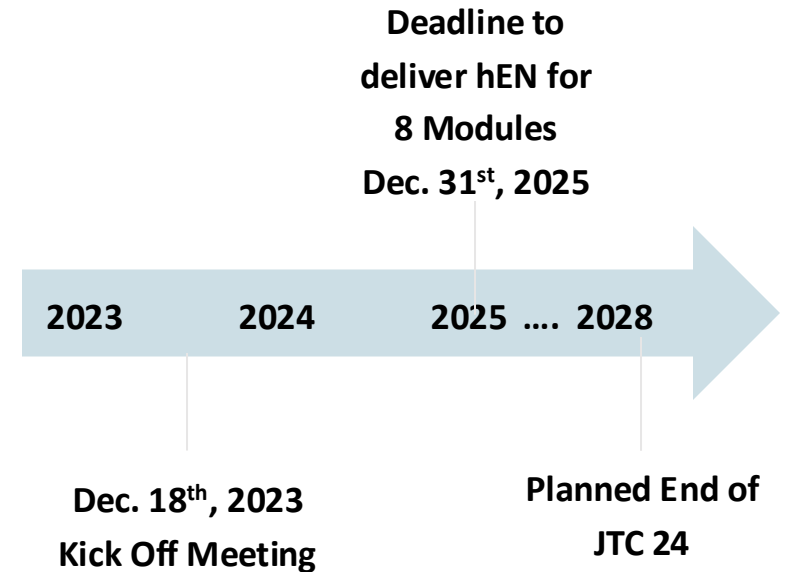 Deadline to
deliver hEN for
8 Modules
Dec. 31st, 2025
2023 2024 2025 .... 2028
Dec. 18th, 2023
Kick Off Meeting
Planned End of
JTC 24